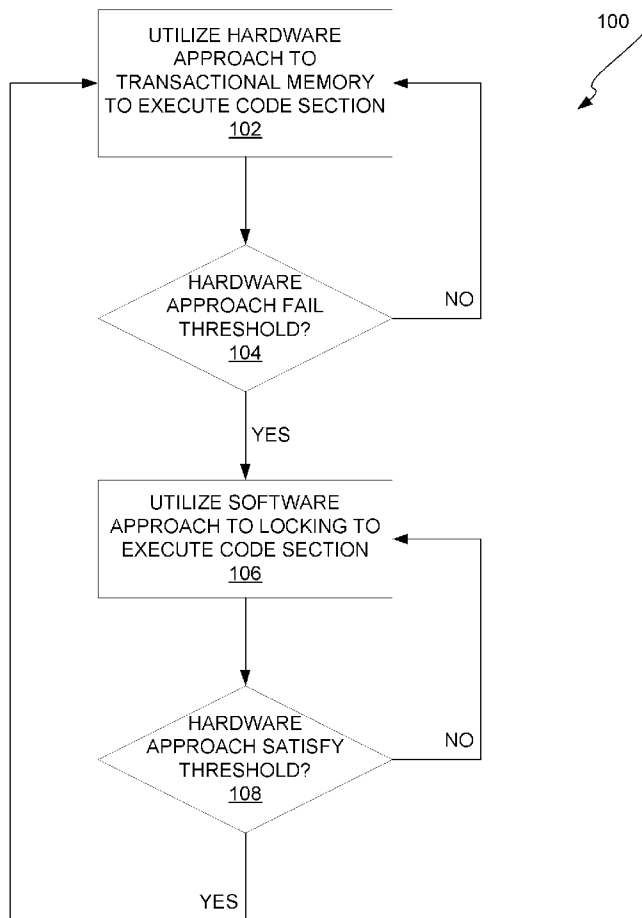 100
UTILIZE HARDWARE
APPROACH TO
TRANSACTIONAL MEMORY
TO EXECUTE CODE SECTION
102
HARDWARE
APPROACH FAIL
THRESHOLD?
104
NO
YES
UTILIZE SOFTWARE
APPROACH TO LOCKING TO
EXECUTE CODE SECTION
106
HARDWARE
APPROACH SATISFY
THRESHOLD?
108
NO
YES